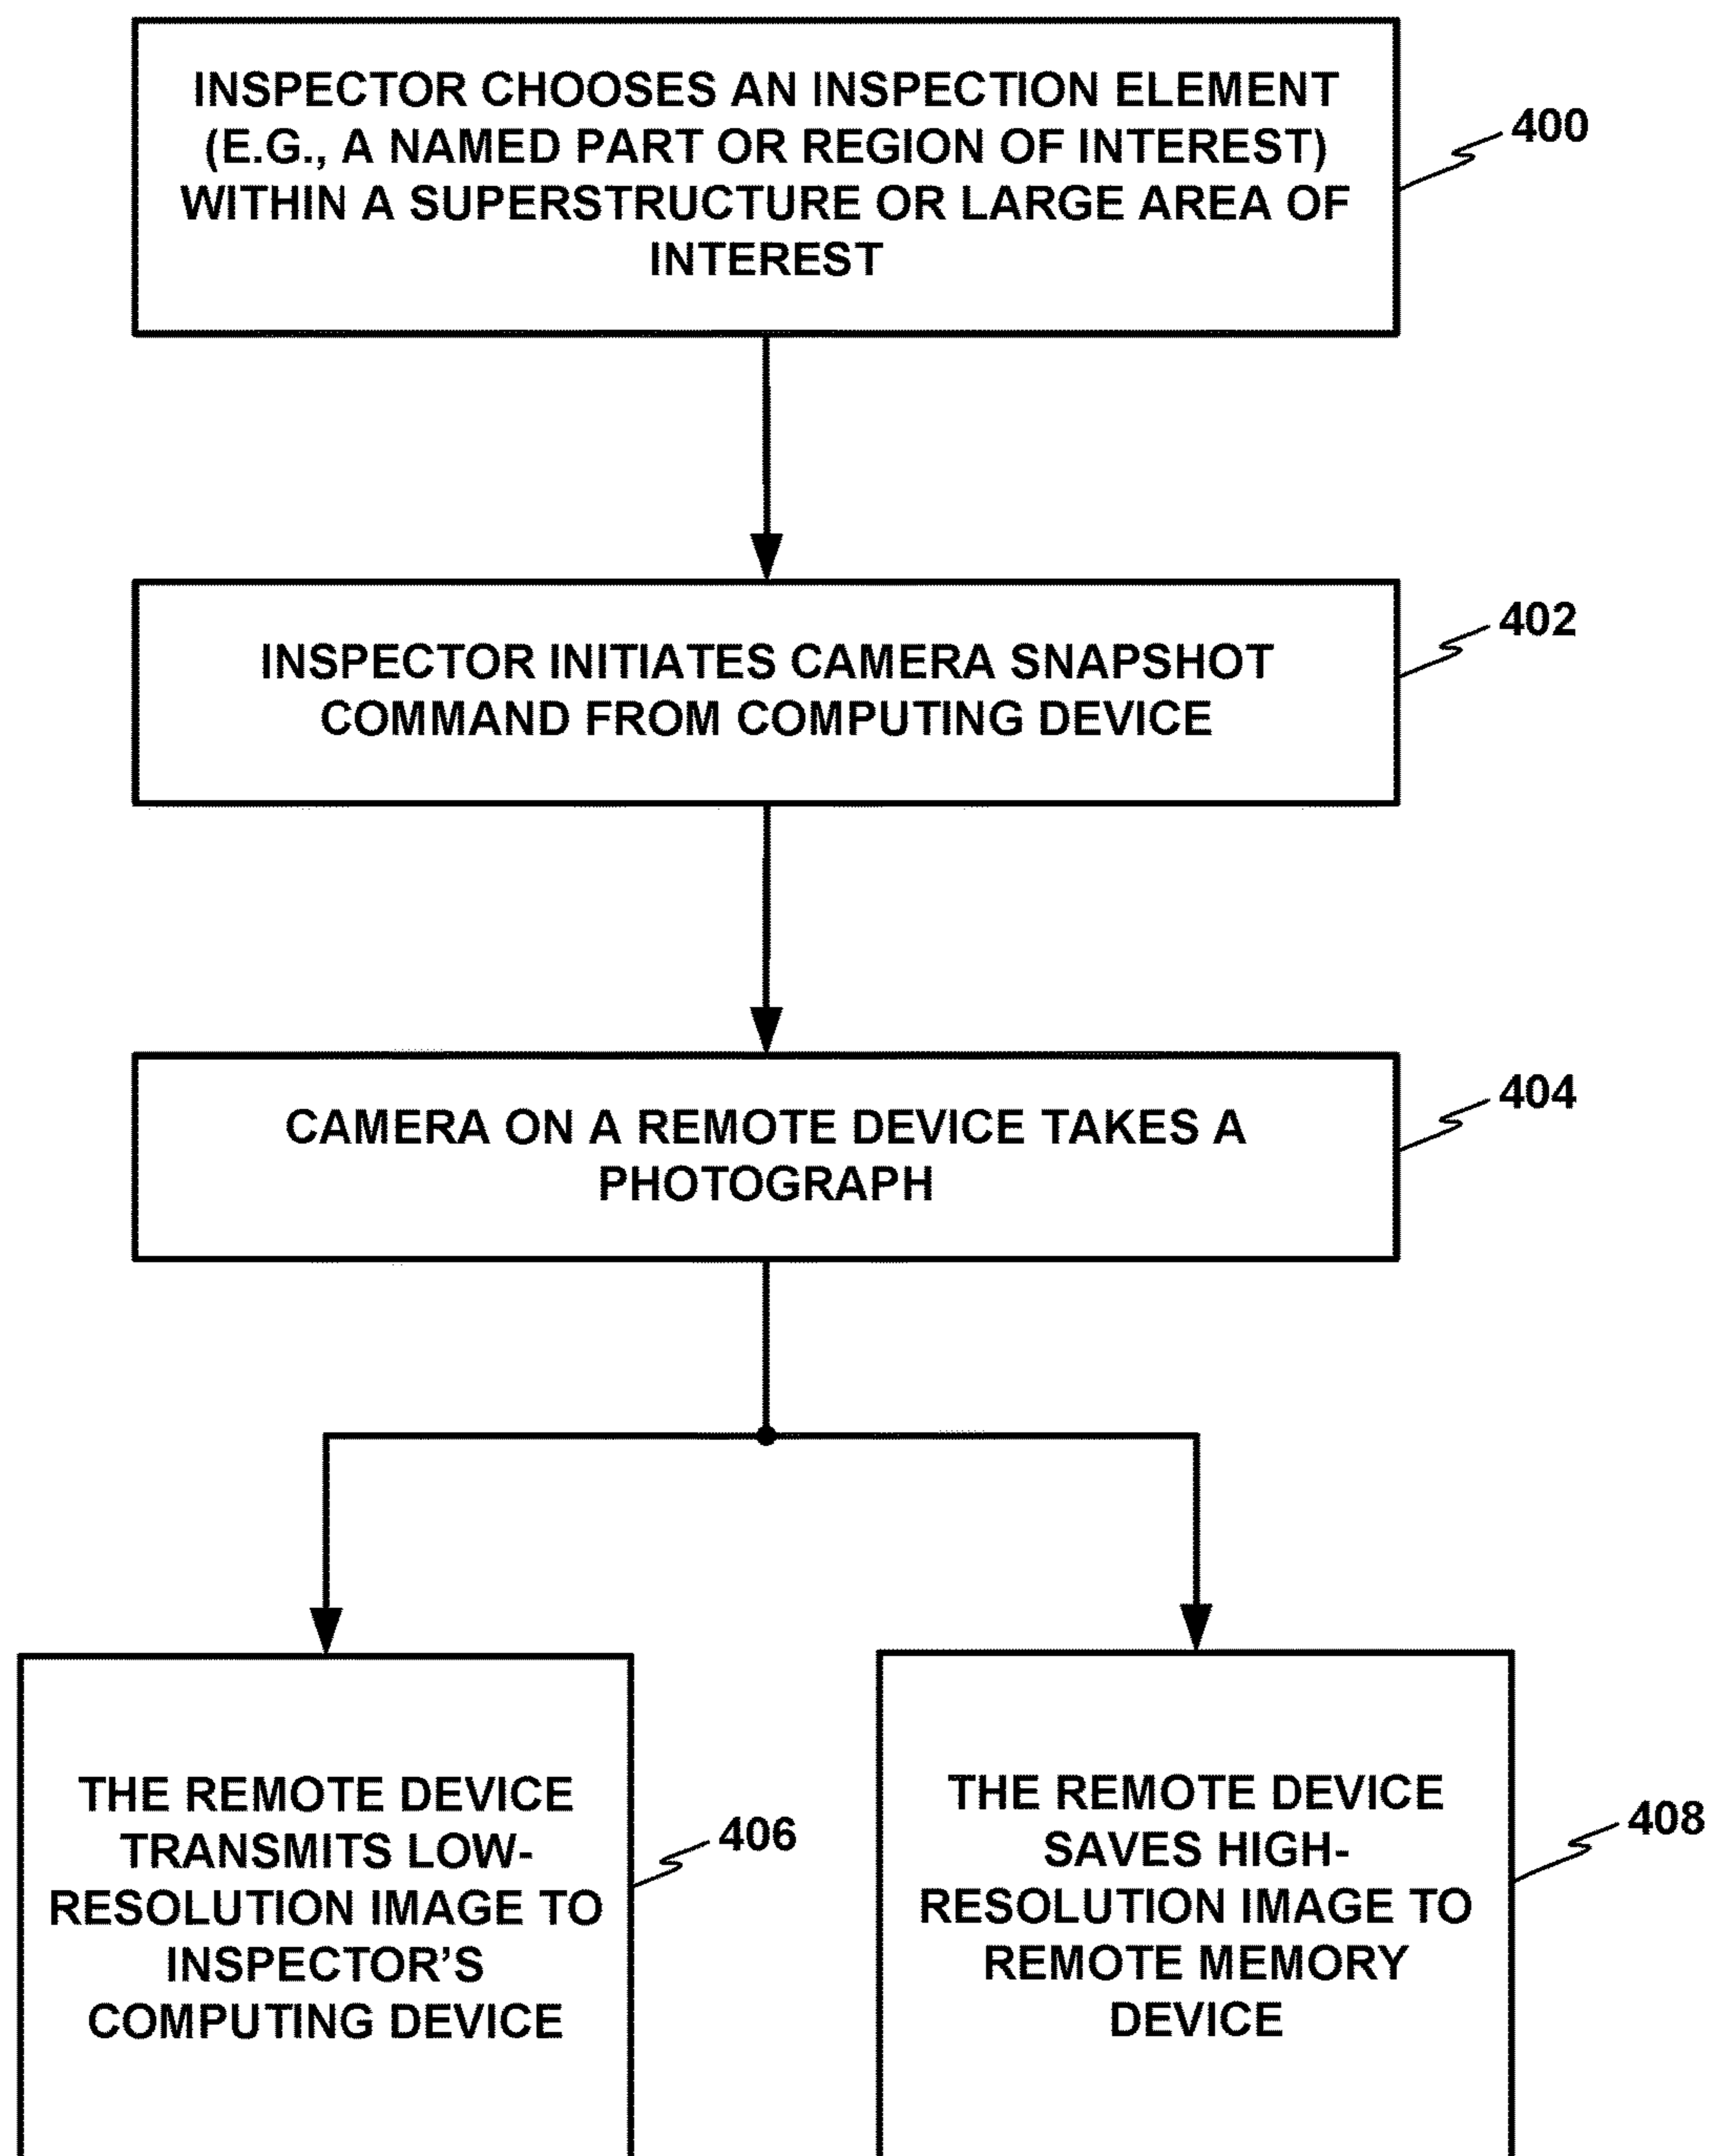 INSPECTOR CHOOSES AN INSPECTION ELEMENT
(E.G., A NAMED PART OR REGION OF INTEREST)
WITHIN A SUPERSTRUCTURE OR LARGE AREA OF
INTEREST
400
INSPECTOR INITIATES CAMERA SNAPSHOT
COMMAND FROM COMPUTING DEVICE
402
CAMERA ON A REMOTE DEVICE TAKES A
PHOTOGRAPH
404
THE REMOTE DEVICE
TRANSMITS LOW-
RESOLUTION IMAGE TO
INSPECTOR’S
COMPUTING DEVICE
406
THE REMOTE DEVICE
SAVES HIGH-
RESOLUTION IMAGE TO
REMOTE MEMORY
DEVICE
408